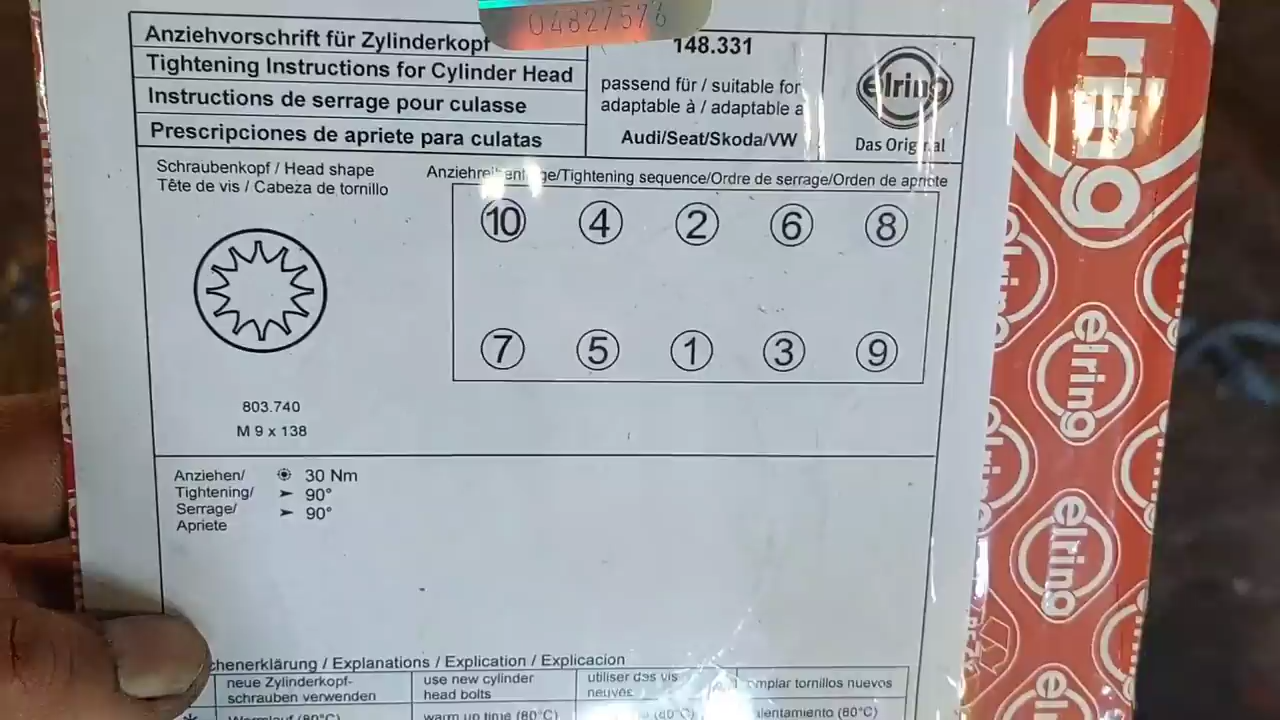 04827576
Anziehvorschrift für Zylinderkopf
Tightening Instructions for Cylinder Head
Instructions de serrage pour culasse
Prescripciones de apriete para culatas
148.331
passend für / suitable for
adaptable à / adaptable a
Audi/Seat/Skoda/VW
elring
Das Original
Schraubenkopf / Head shape
Tête de vis / Cabeza de tornillo
803.740
M 9 x 138
/Tightening sequence/Ordre de serrage/Orden de apriete
10 4 2 6 8
7 5 1 3 9
Anziehen/
Tightening/
Serrage/
Apriete
30 Nm
90°
90°
/ Explanations / Explication / Explicacion
neue Zylinderkopf-
schrauben verwenden
use new cylinder
head bolts
utiliser des vis
neuves
tornillos nuevos
Warmlauf (80°C)
warm up time (80°C)
(80°C)
elring
elring
elring
elring
elring
elring
elring